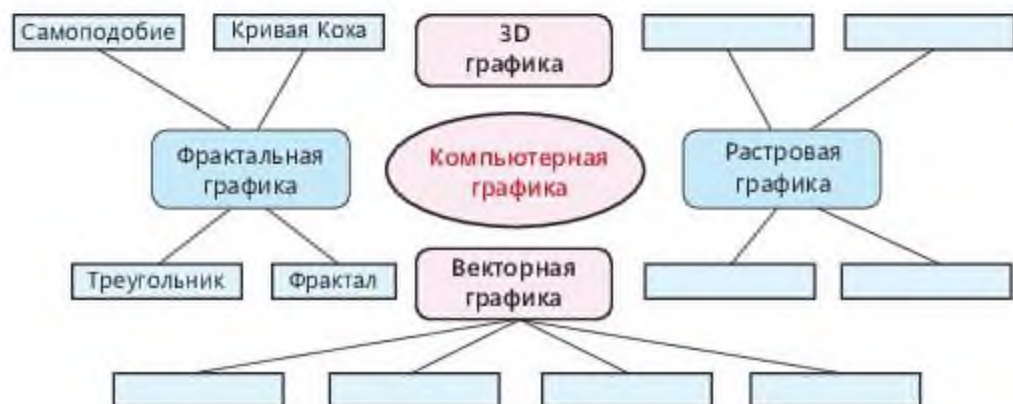 Самоподобие
Кривая Коха
3D
графика
Фрактальная
графика
Компьютерная
графика
Растровая
графика
Треугольник
Фрактал
Векторная
графика